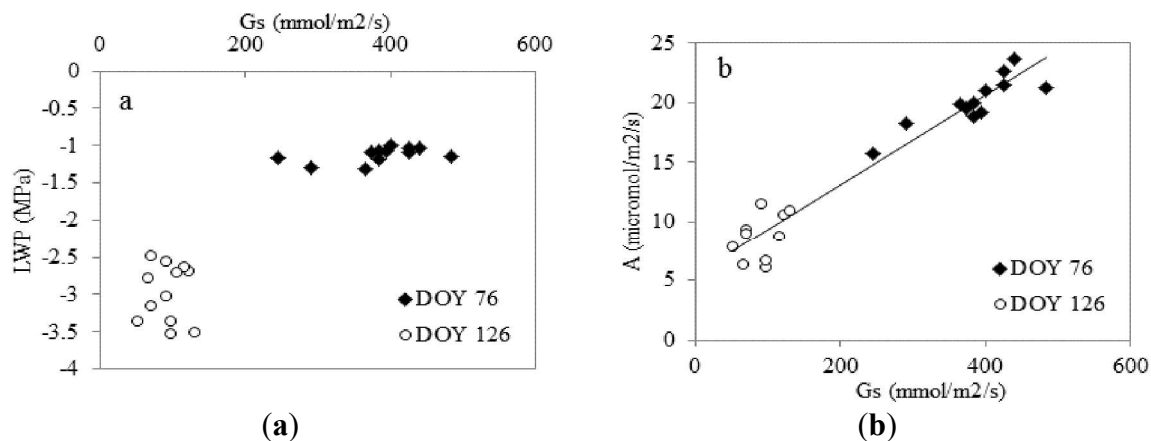 Gs (mmol/m2/s)
0 200 400 600
0
-0.5
-1
-1.5
-2
-2.5
-3
-3.5
-4
LWP (MPa)
a
DOY 76
DOY 126
(a)
25
20
15
10
5
0
A (micromol/m2/s)
b
DOY 76
DOY 126
0 200 400 600
Gs (mmol/m2/s)
(b)